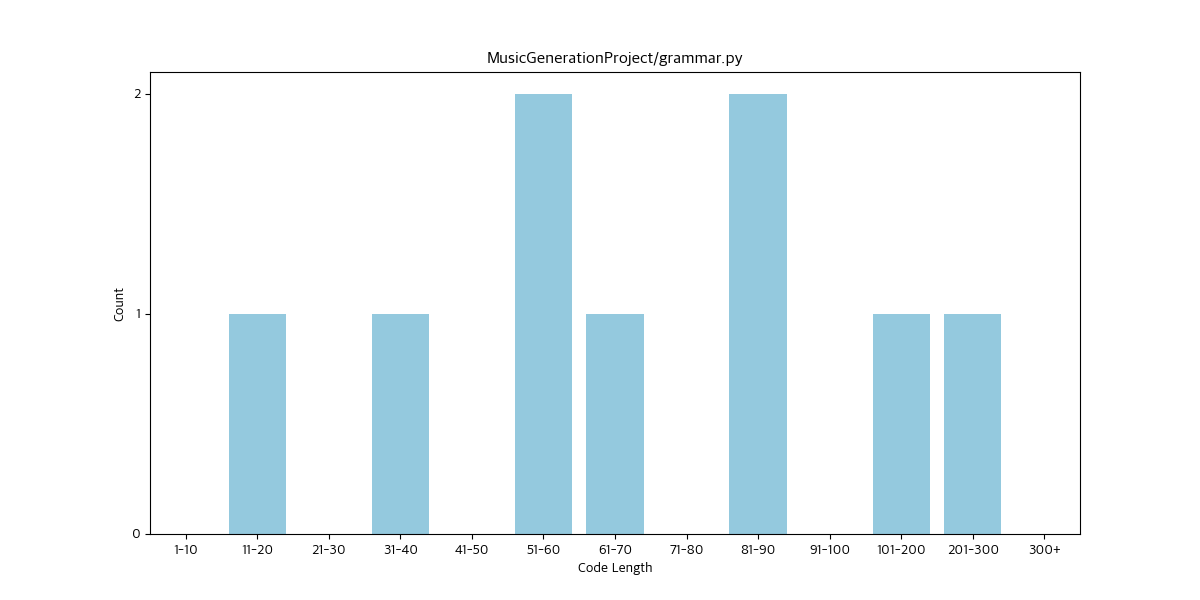 MusicGenerationProject/grammar.py
2
1
0
Count
1-10 11-20 21-30 31-40 41-50 51-60 61-70 71-80 81-90 91-100 101-200 201-300 300+
Code Length